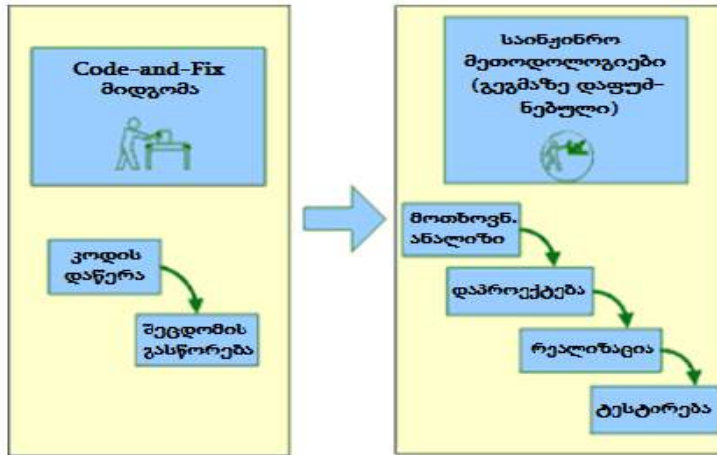 Code-and-Fix
მიდგომა
კოდის
დაწერა
შეცდომის
გასწორება
საინჟინრო
მეთოდოლოგიები
(გეგმაზე დაფუძ-
ნებული)
მოთხოვნ.
ანალიზი
დაპროექტება
რეალიზაცია
ტესტირება